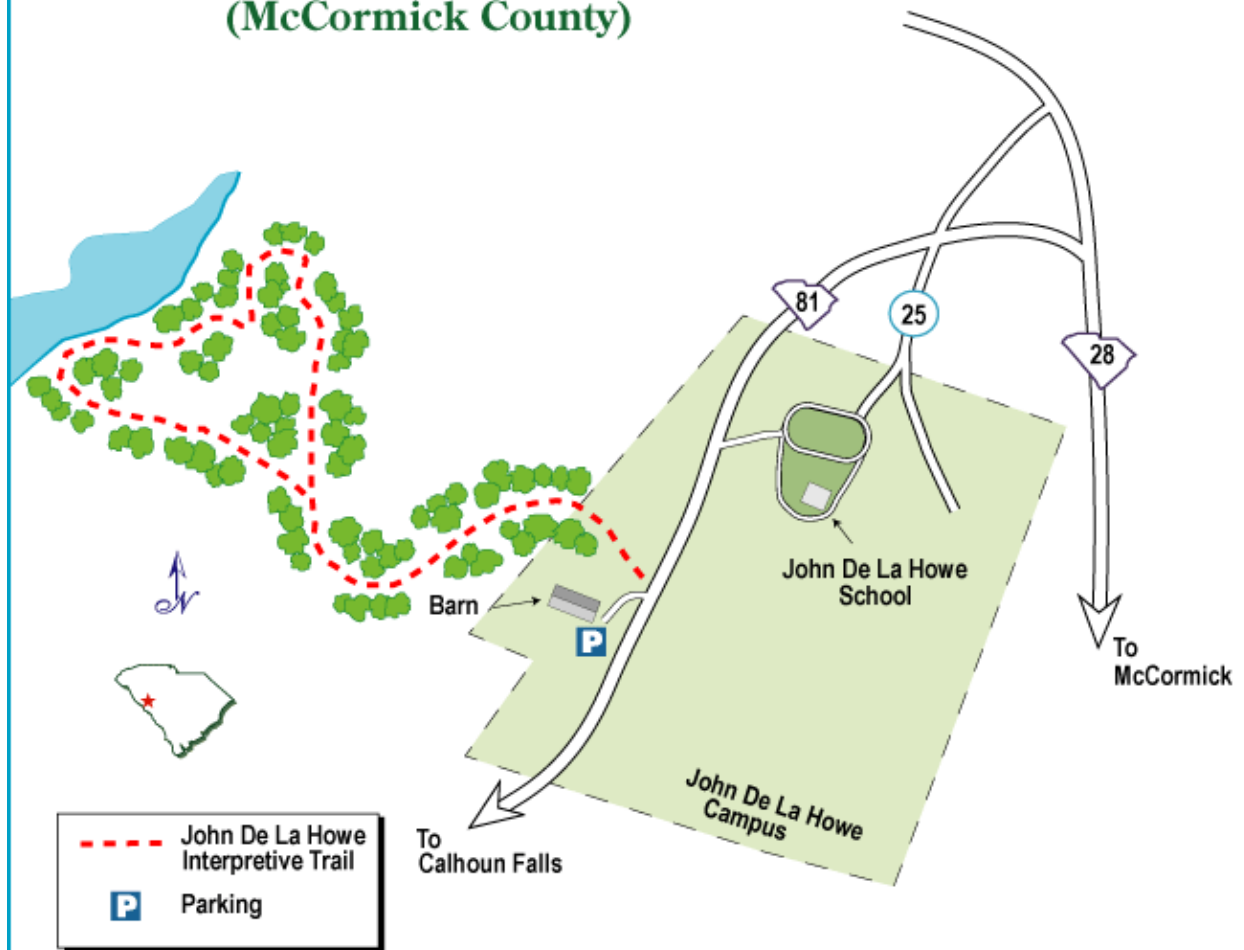 (McCormick County)
81
25
28
John De La Howe
School
Barn
P
To
McCormick
N
John De La Howe
Campus
To
Calhoun Falls
John De La Howe
Interpretive Trail
P
Parking